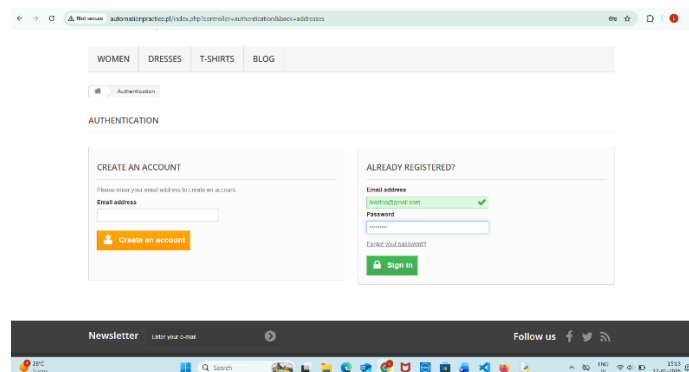 Not secure automationpractice.pl/index.php?controller=authentication&back=addresses
WOMEN DRESSES T-SHIRTS BLOG
Authentication
AUTHENTICATION
CREATE AN ACCOUNT
Please enter your email address to create an account.
Email address
Create an account
ALREADY REGISTERED?
Email address
Password
Forgot your password?
Sign in
Newsletter Enter your e-mail
Follow us
28°C
Search
ENG
IN